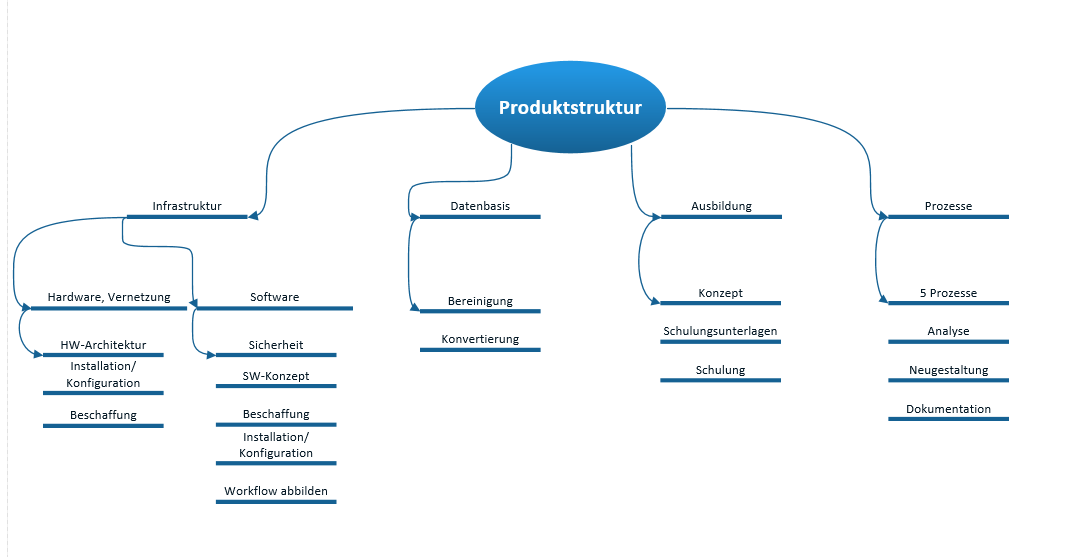 Produktstruktur
Infrastruktur
Datenbasis
Ausbildung
Prozesse
Hardware, Vernetzung
Software
Bereinigung
Konzept
5 Prozesse
HW-Architektur
Sicherheit
Konvertierung
Schulungsunterlagen
Analyse
Installation/
Konfiguration
SW-Konzept
Schulung
Neugestaltung
Beschaffung
Beschaffung
Dokumentation
Installation/
Konfiguration
Workflow abbilden